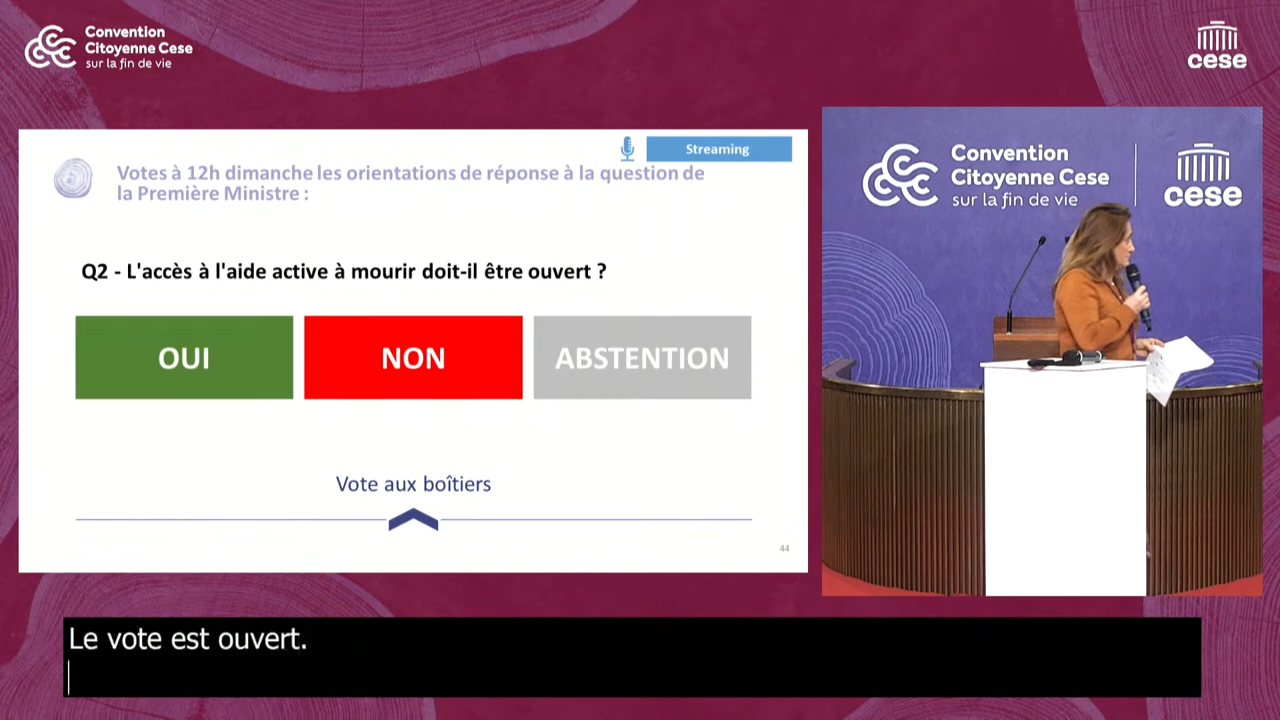 Convention
Citoyenne Cese
sur la fin de vie
cese
Streaming
Votes à 12h dimanche les orientations de réponse à la question de
la Première Ministre :
Q2 - L'accès à l'aide active à mourir doit-il être ouvert ?
OUI
NON
ABSTENTION
Vote aux boîtiers
44
Convention
Citoyenne Cese
sur la fin de vie
cese
Le vote est ouvert.